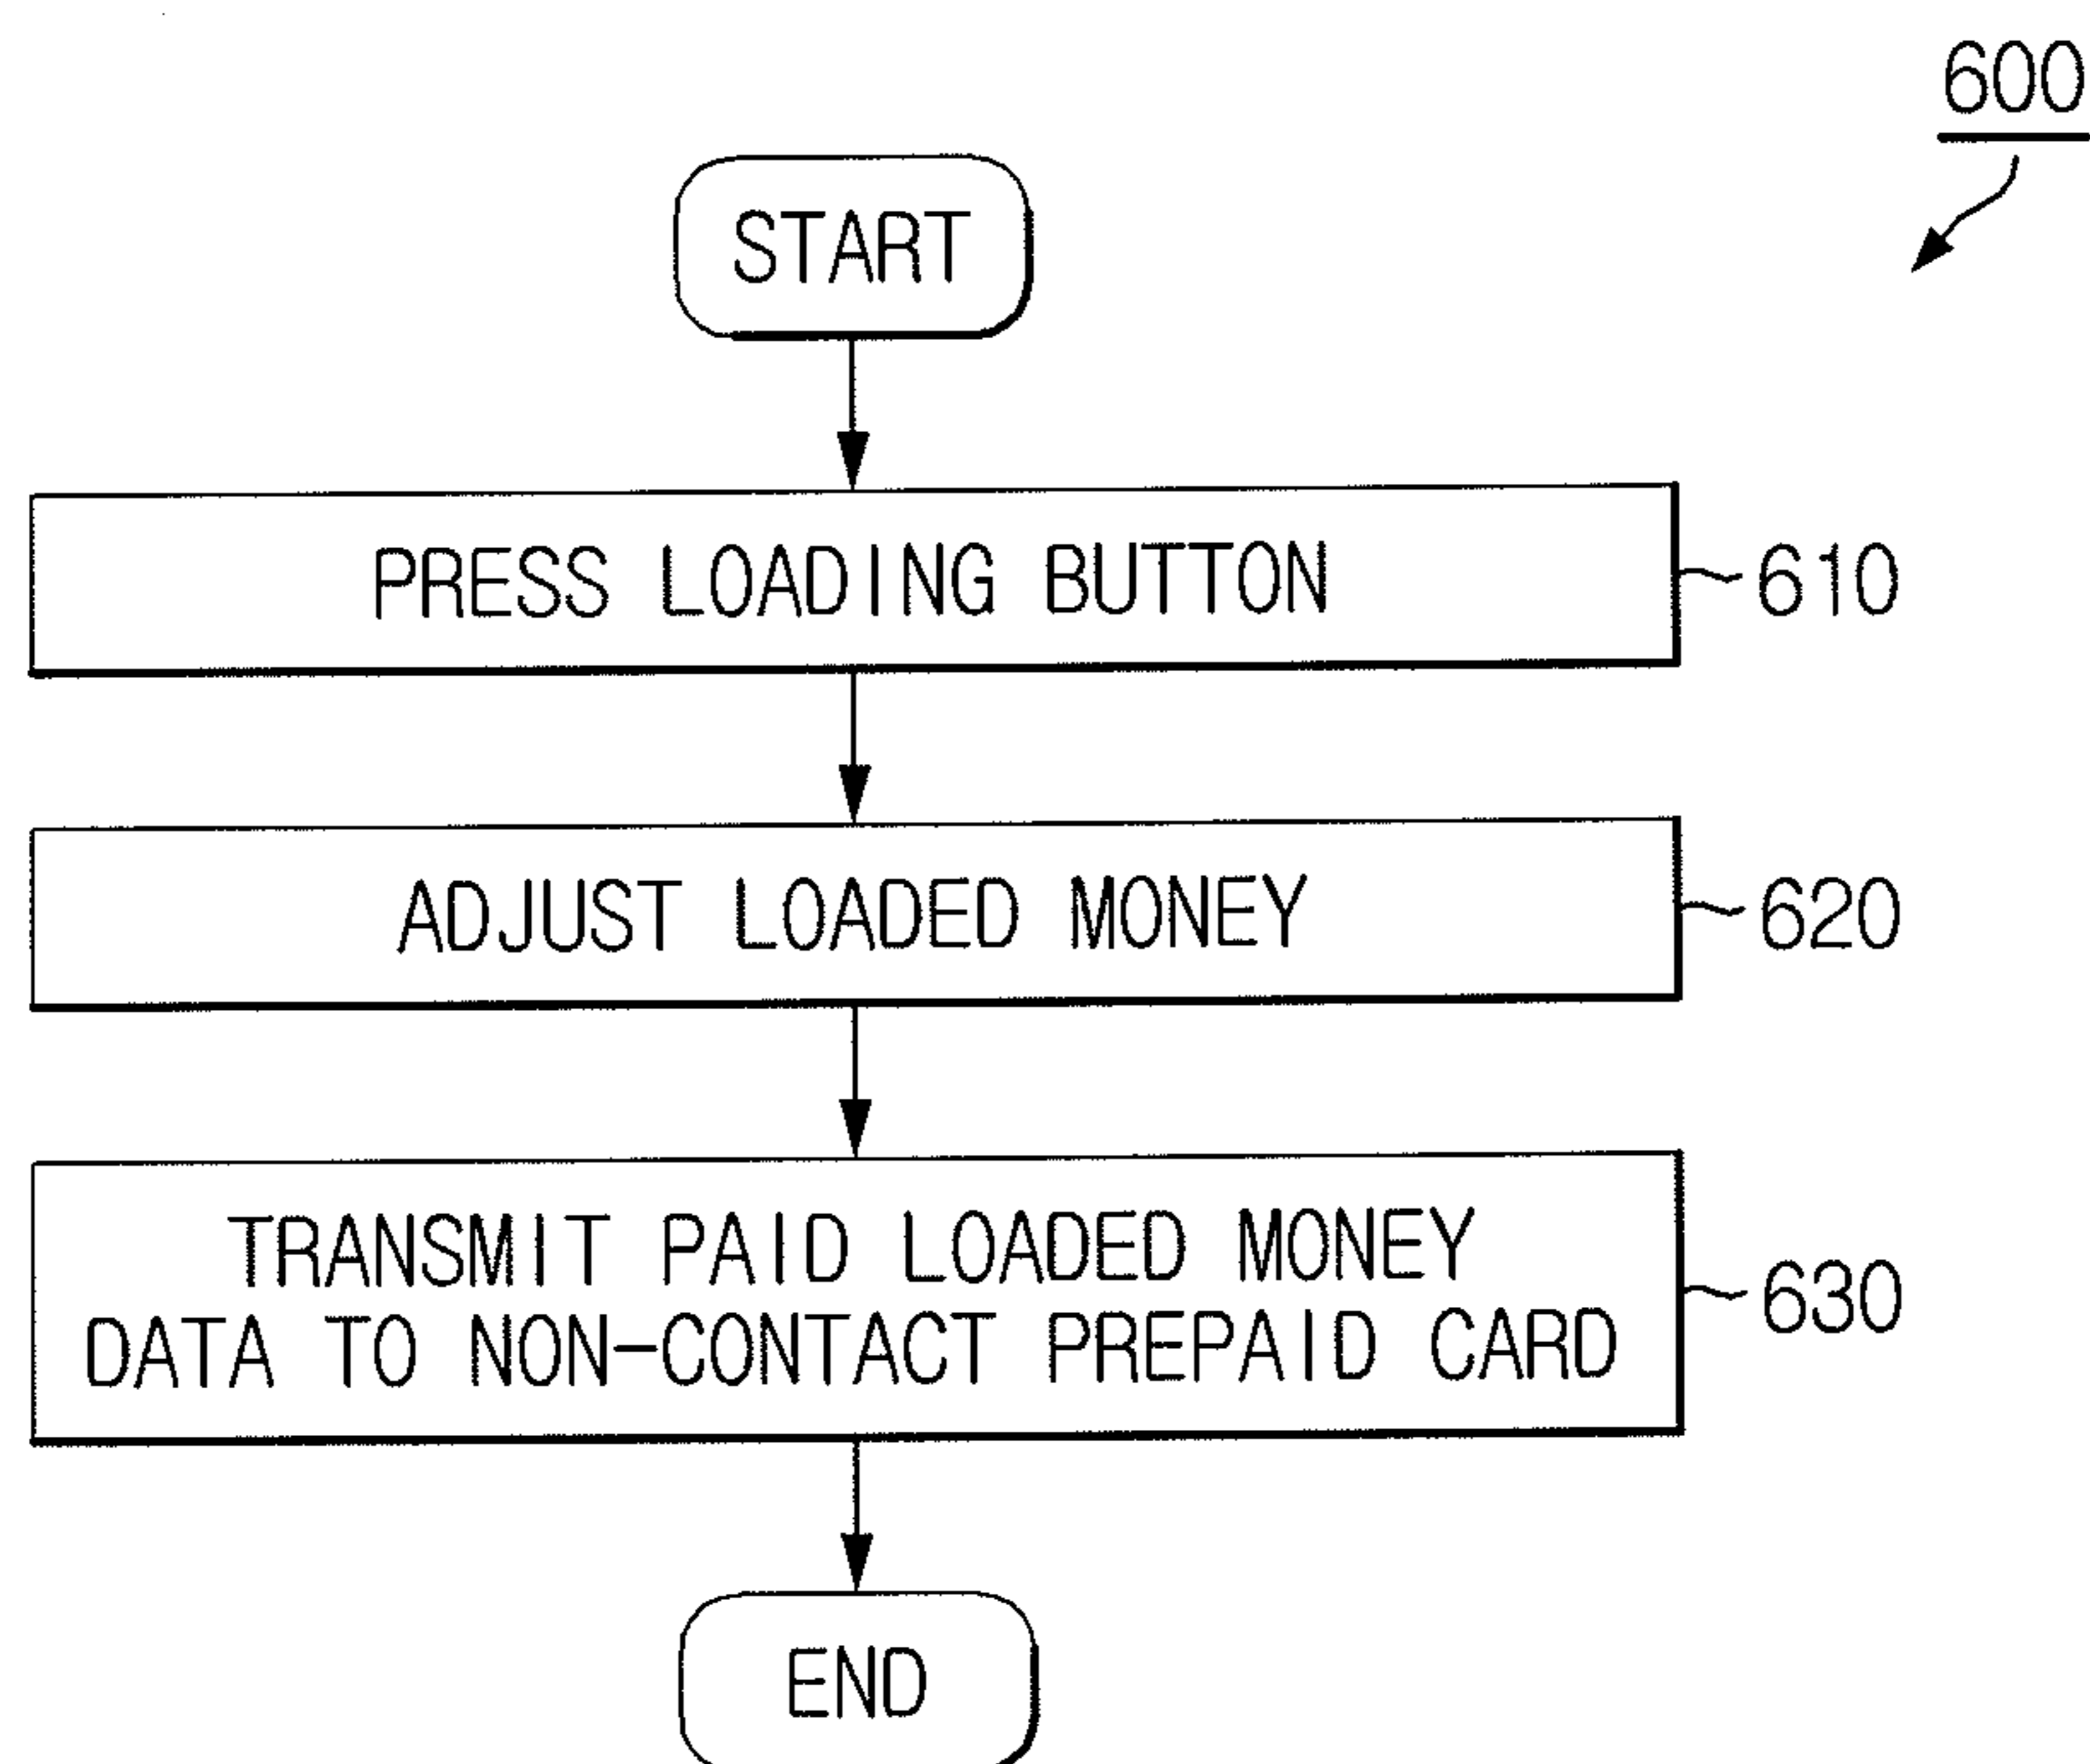 600
START
PRESS LOADING BUTTON
610
ADJUST LOADED MONEY
620
TRANSMIT PAID LOADED MONEY
DATA TO NON-CONTACT PREPAID CARD
630
END